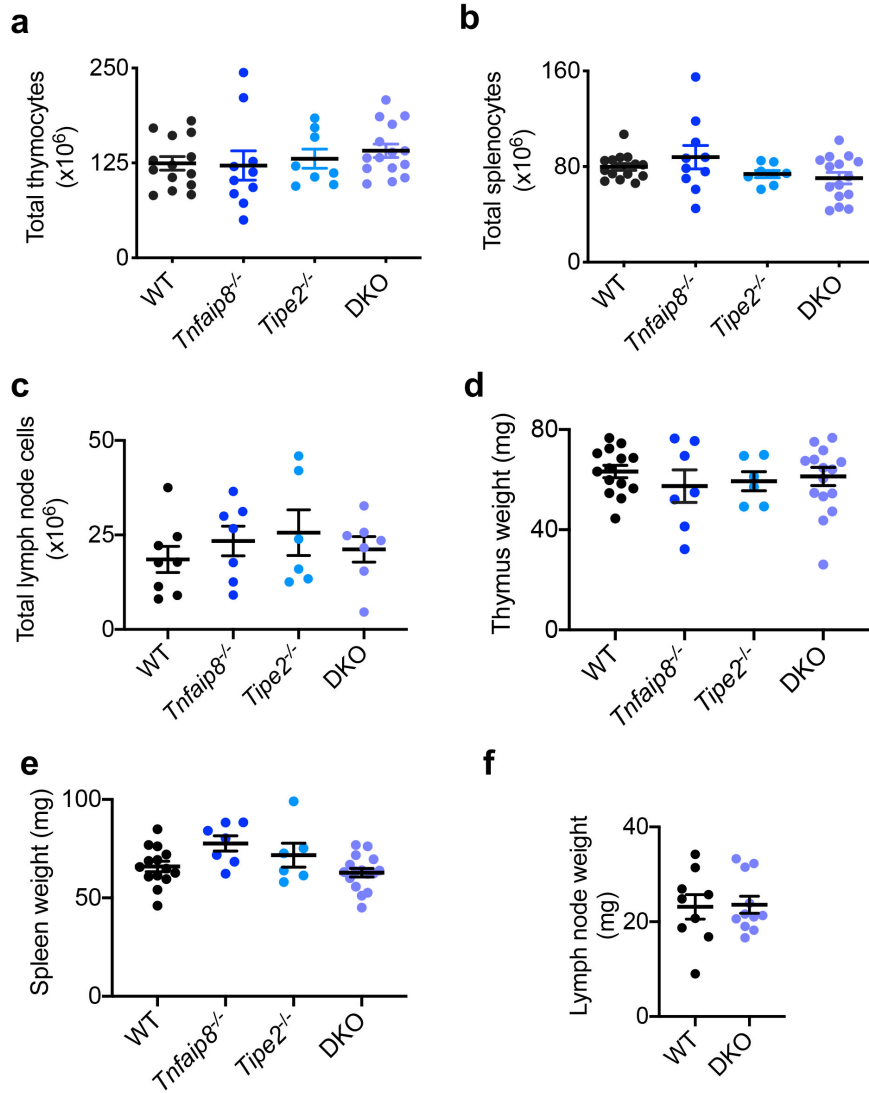 a
Total thymocytes
(x10⁶)
250
125
0
WT
Tnfaip8⁻/⁻
Tipe2⁻/⁻
DKO
b
Total splenocytes
(x10⁶)
160
80
0
WT
Tnfaip8⁻/⁻
Tipe2⁻/⁻
DKO
c
Total lymph node cells
(x10⁶)
50
25
0
WT
Tnfaip8⁻/⁻
Tipe2⁻/⁻
DKO
d
Thymus weight (mg)
80
40
0
WT
Tnfaip8⁻/⁻
Tipe2⁻/⁻
DKO
e
Spleen weight (mg)
100
50
0
WT
Tnfaip8⁻/⁻
Tipe2⁻/⁻
DKO
f
Lymph node weight
(mg)
40
20
0
WT
DKO